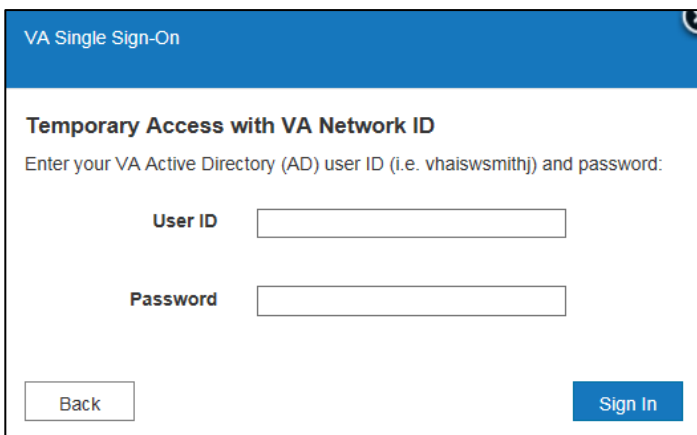 VA Single Sign-On
Temporary Access with VA Network ID
Enter your VA Active Directory (AD) user ID (i.e. vhaiswsmithj) and password:
User ID
Password
Back
Sign In